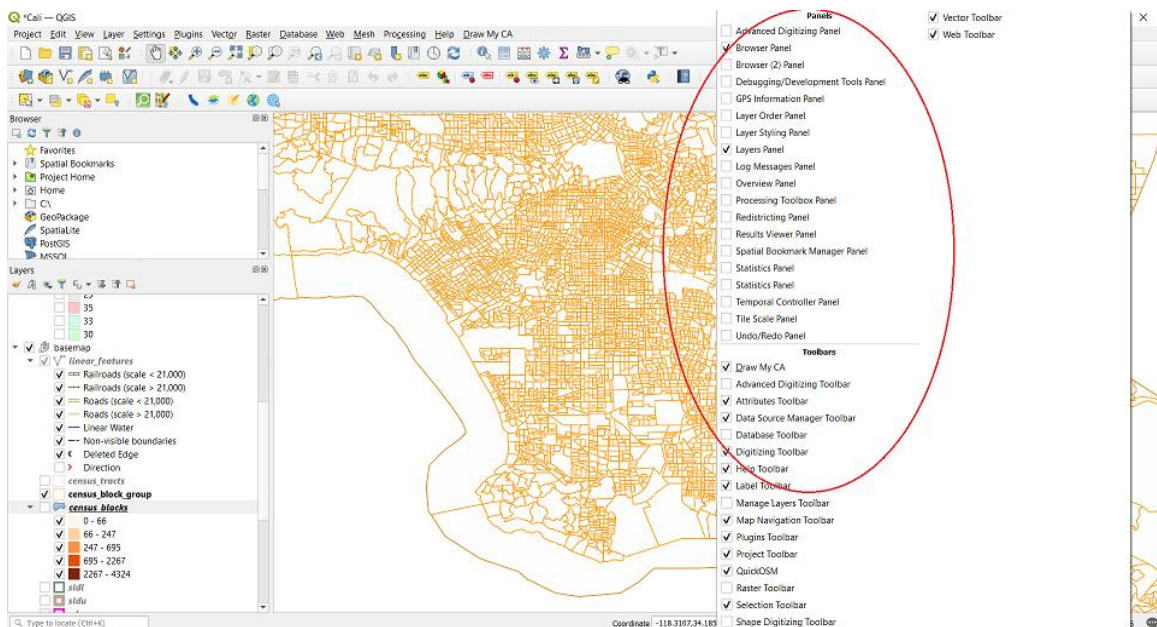 *Cali — QGIS
Project Edit View Layer Settings Plugins Vector Raster Database Web Mesh Processing Help Draw My CA
Browser
Favorites
Spatial Bookmarks
Project Home
Home
C:\
GeoPackage
SpatiaLite
PostGIS
MSSQL
Layers
35
33
30
basemap
linear_features
Railroads (scale < 21,000)
Railroads (scale > 21,000)
Roads (scale < 21,000)
Roads (scale > 21,000)
Linear Water
Non-visible boundaries
Deleted Edge
Direction
census_tracts
census_block_group
census_blocks
0 - 66
66 - 247
247 - 695
695 - 2267
2267 - 4324
sldl
sldu
Type to locate (Ctrl+K)
Coordinate -118.3107,34.185
Panels
Advanced Digitizing Panel
Browser Panel
Browser (2) Panel
Debugging/Development Tools Panel
GPS Information Panel
Layer Order Panel
Layer Styling Panel
Layers Panel
Log Messages Panel
Overview Panel
Processing Toolbox Panel
Redistricting Panel
Results Viewer Panel
Spatial Bookmark Manager Panel
Statistics Panel
Statistics Panel
Temporal Controller Panel
Tile Scale Panel
Undo/Redo Panel
Toolbars
Draw My CA
Advanced Digitizing Toolbar
Attributes Toolbar
Data Source Manager Toolbar
Database Toolbar
Digitizing Toolbar
Help Toolbar
Label Toolbar
Manage Layers Toolbar
Map Navigation Toolbar
Plugins Toolbar
Project Toolbar
QuickOSM
Raster Toolbar
Selection Toolbar
Shape Digitizing Toolbar
Vector Toolbar
Web Toolbar